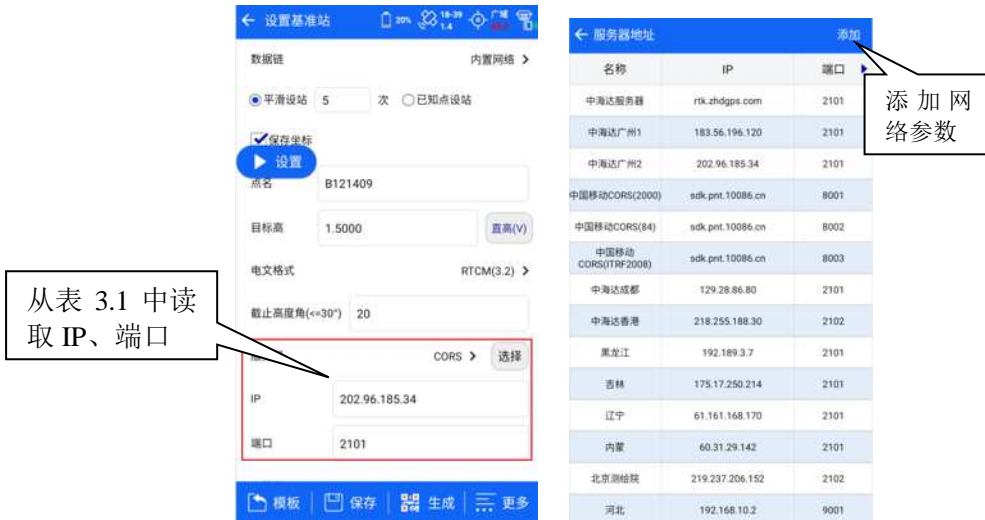 设置基准站 20% 18-39 1.4 广域
数据链 内置网络
平滑设站 5 次 已知点设站
保存坐标
设置
点名 B121409
目标高 1.5000 直高(V)
电文格式 RTCM(3.2)
截止高度角(<=30°) 20
CORS 选择
IP 202.96.185.34
端口 2101
模板 保存 生成 更多
从表 3.1 中读
取 IP、端口
服务器地址 添加
名称 IP 端口
中海达服务器 rtk.zhdgps.com 2101
中海达广州1 183.56.196.120 2101
中海达广州2 202.96.185.34 2101
中国移动CORS(2000) sdk.pnt.10086.cn 8001
中国移动CORS(84) sdk.pnt.10086.cn 8002
中国移动
CORS(ITRF2008) sdk.pnt.10086.cn 8003
中海达成都 129.28.86.80 2101
中海达香港 218.255.188.30 2102
黑龙江 192.189.3.7 2101
吉林 175.17.250.214 2101
辽宁 61.161.168.170 2101
内蒙 60.31.29.142 2101
北京测绘院 219.237.206.152 2102
河北 192.168.10.2 9001
添加网
络参数